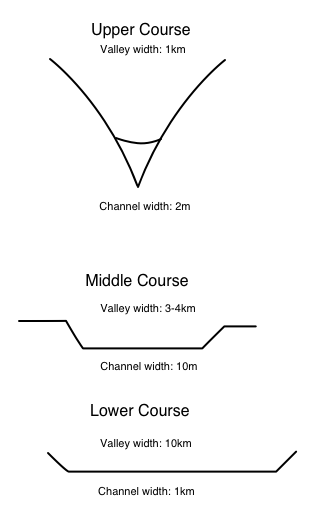 Upper Course
Valley width: 1km
Channel width: 2m
Middle Course
Valley width: 3-4km
Channel width: 10m
Lower Course
Valley width: 10km
Channel width: 1km